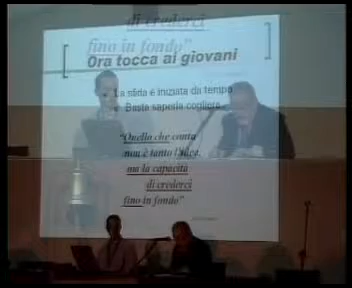 di crederci
fino in fondo"
[ Ora tocca ai giovani ]
La sfida è iniziata da tempo
Basta saperla cogliere
"Quello che conta
non è tanto l'idea,
ma la capacità
di crederci
fino in fondo"